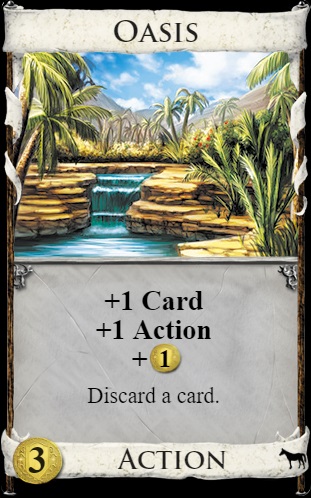 OASIS
+1 Card
+1 Action
+1
Discard a card.
3 ACTION